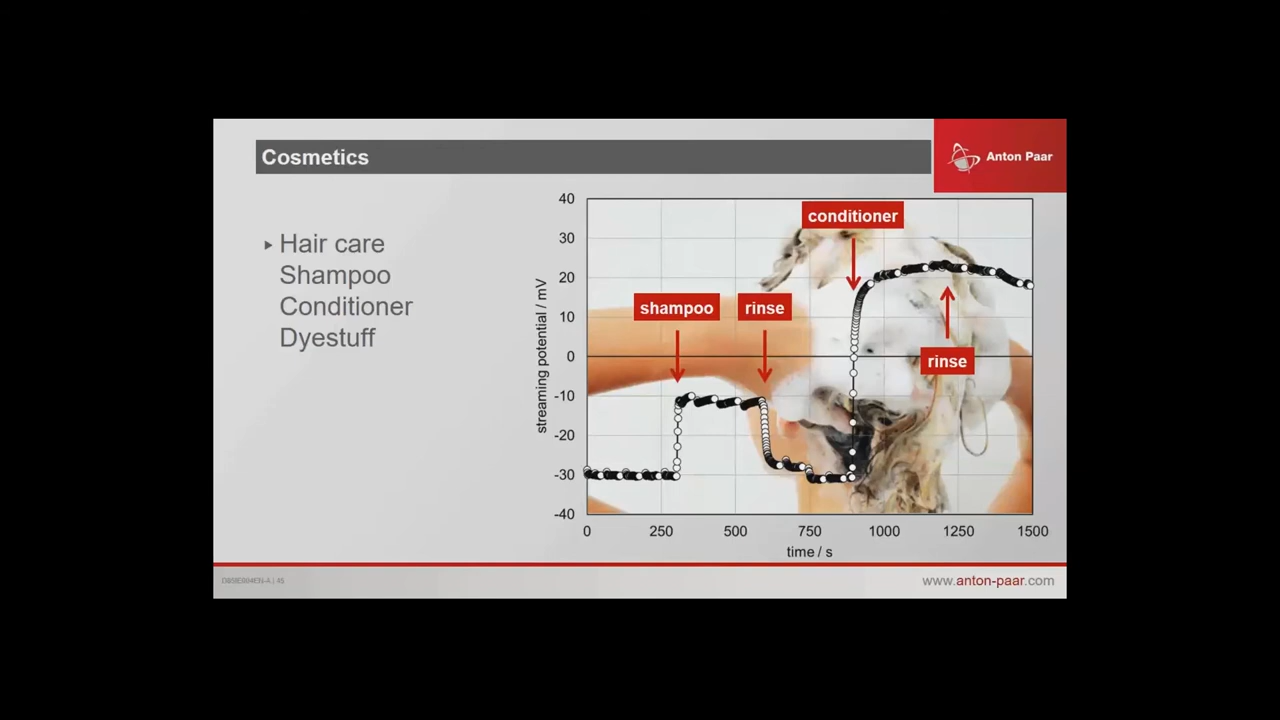 Cosmetics
Anton Paar
▸ Hair care
Shampoo
Conditioner
Dyestuff
40
30
20
10
0
-10
-20
-30
-40
streaming potential / mV
conditioner
shampoo
rinse
rinse
0
250
500
750
1000
1250
1500
time / s
www.anton-paar.com